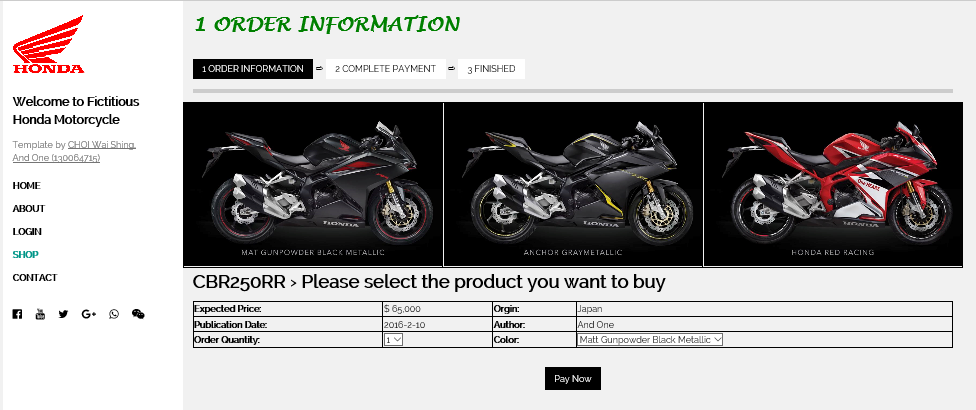 HONDA
Welcome to Fictitious
Honda Motorcycle
Template by CHOI Wai Shing,
And One (130064715)
HOME
ABOUT
LOGIN
SHOP
CONTACT
1 ORDER INFORMATION
1 ORDER INFORMATION ⇨ 2 COMPLETE PAYMENT ⇨ 3 FINISHED
MAT GUNPOWDER BLACK METALLIC
ANCHOR GRAYMETALLIC
HONDA RED RACING
CBR250RR > Please select the product you want to buy
Expected Price: $ 65,000 Orgin: Japan
Publication Date: 2016-2-10 Author: And One
Order Quantity: 1 Color: Matt Gunpowder Black Metallic
Pay Now